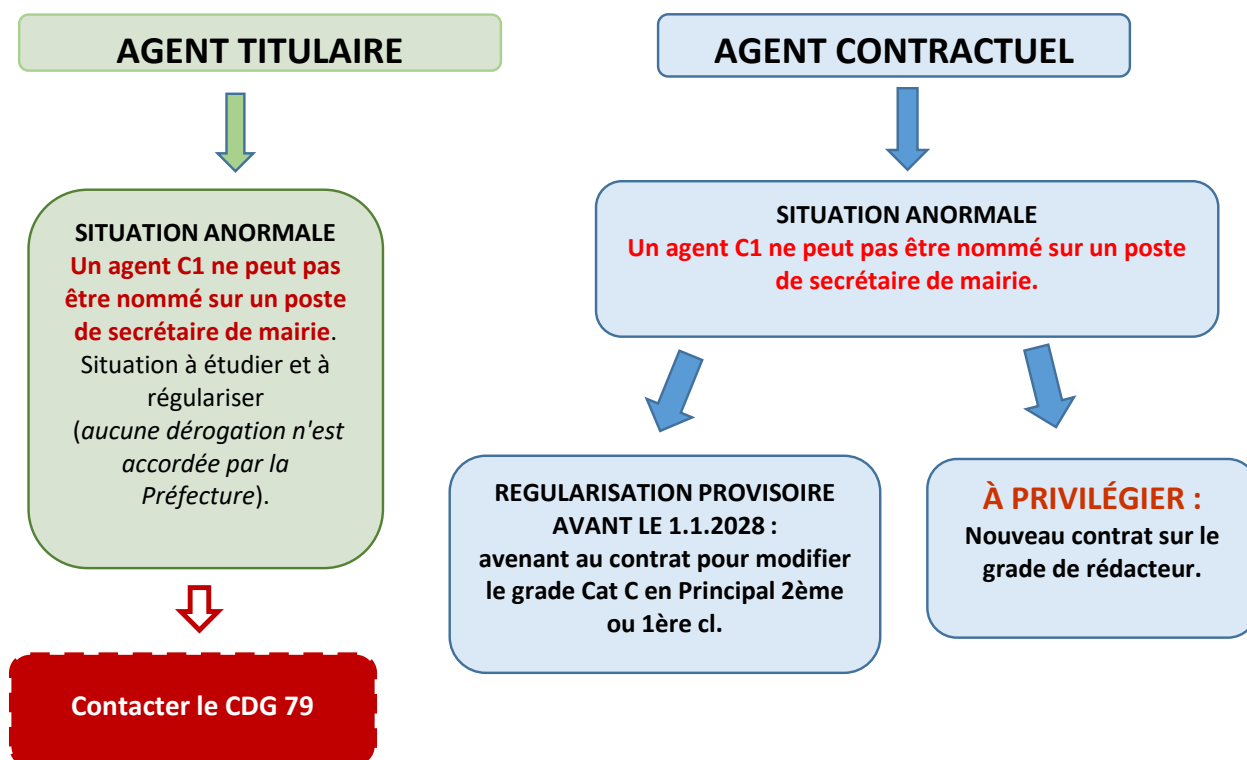 AGENT TITULAIRE
SITUATION ANORMALE
Un agent C1 ne peut pas
être nommé sur un poste
de secrétaire de mairie.
Situation à étudier et à
régulariser
(aucune dérogation n'est
accordée par la
Préfecture).
Contacter le CDG 79
AGENT CONTRACTUEL
SITUATION ANORMALE
Un agent C1 ne peut pas être nommé sur un poste
de secrétaire de mairie.
REGULARISATION PROVISOIRE
AVANT LE 1.1.2028 :
avenant au contrat pour modifier
le grade Cat C en Principal 2ème
ou 1ère cl.
À PRIVILÉGIER :
Nouveau contrat sur le
grade de rédacteur.